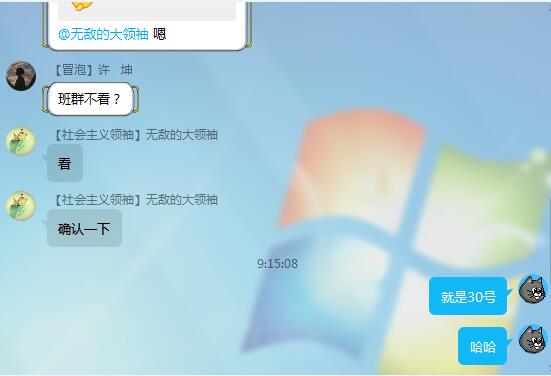 @无敌的大领袖 嗯
【冒泡】许 坤
班群不看？
【社会主义领袖】无敌的大领袖
看
【社会主义领袖】无敌的大领袖
确认一下
9:15:08
就是30号
哈哈